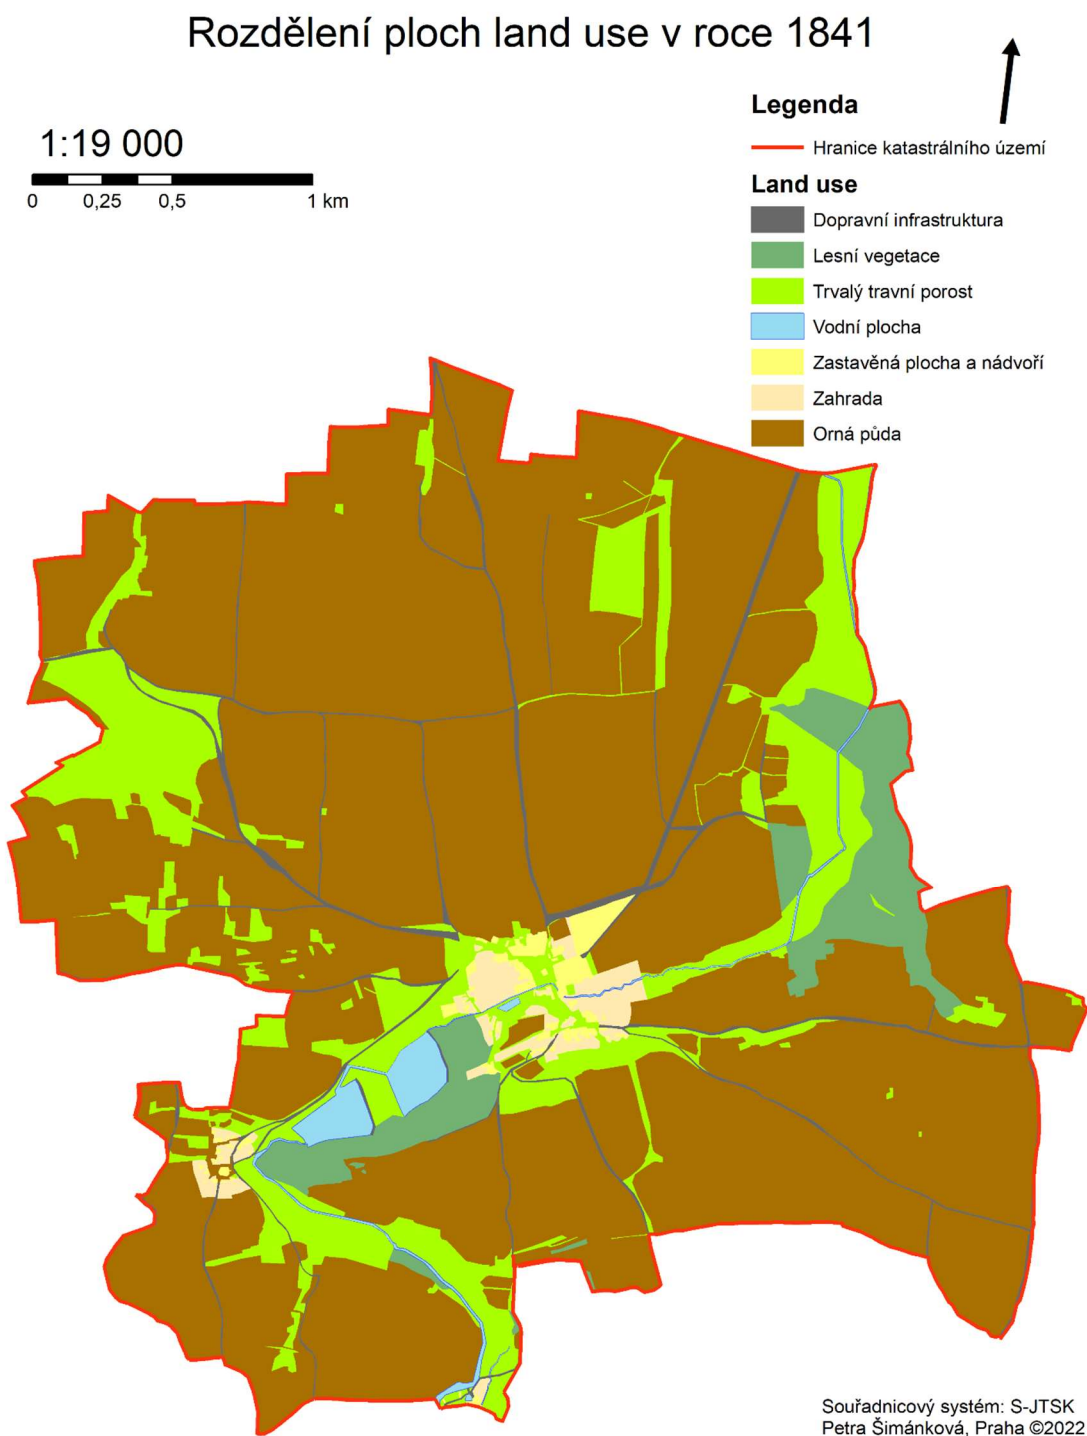 Rozdělení ploch land use v roce 1841
1:19 000
0 0,25 0,5 1 km
Legenda
Hranice katastrálního území
Land use
Dopravní infrastruktura
Lesní vegetace
Trvalý travní porost
Vodní plocha
Zastavěná plocha a nádvoří
Zahrada
Orná půda
Souřadnicový systém: S-JTSK
Petra Šimánková, Praha ©2022